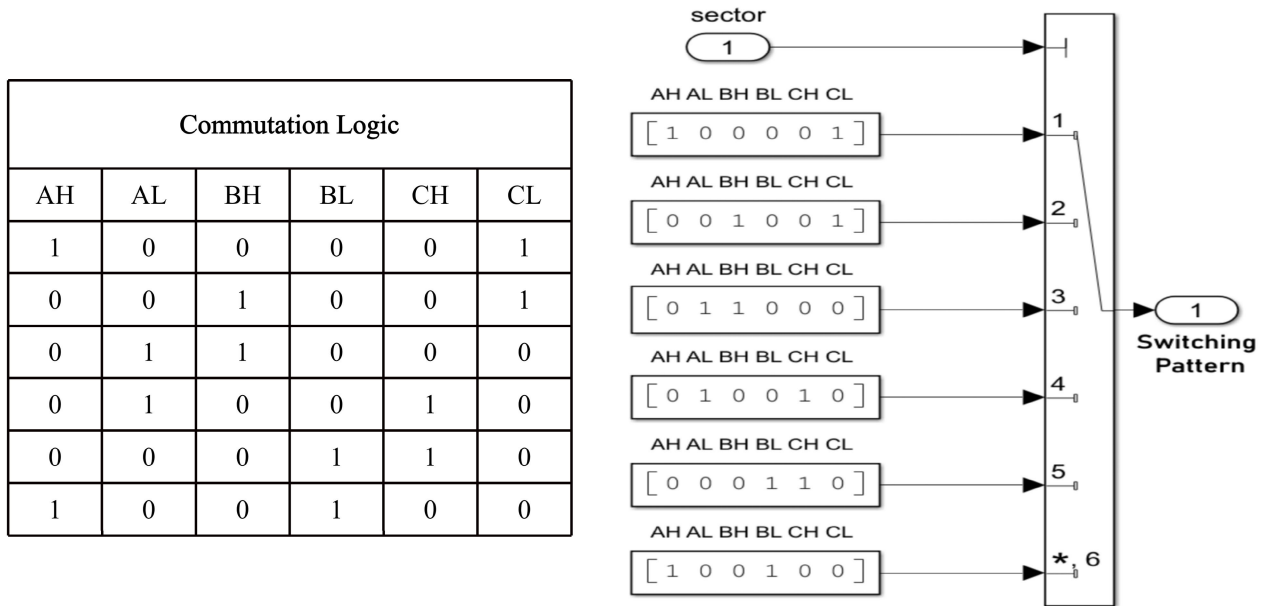 Commutation Logic
AH AL BH BL CH CL
1 0 0 0 0 1
0 0 1 0 0 1
0 1 1 0 0 0
0 1 0 0 1 0
0 0 0 1 1 0
1 0 0 1 0 0
sector
1
AH AL BH BL CH CL
[1 0 0 0 0 1]
1
AH AL BH BL CH CL
[0 0 1 0 0 1]
2
AH AL BH BL CH CL
[0 1 1 0 0 0]
3
1
Switching
Pattern
AH AL BH BL CH CL
[0 1 0 0 1 0]
4
AH AL BH BL CH CL
[0 0 0 1 1 0]
5
AH AL BH BL CH CL
[1 0 0 1 0 0]
*, 6